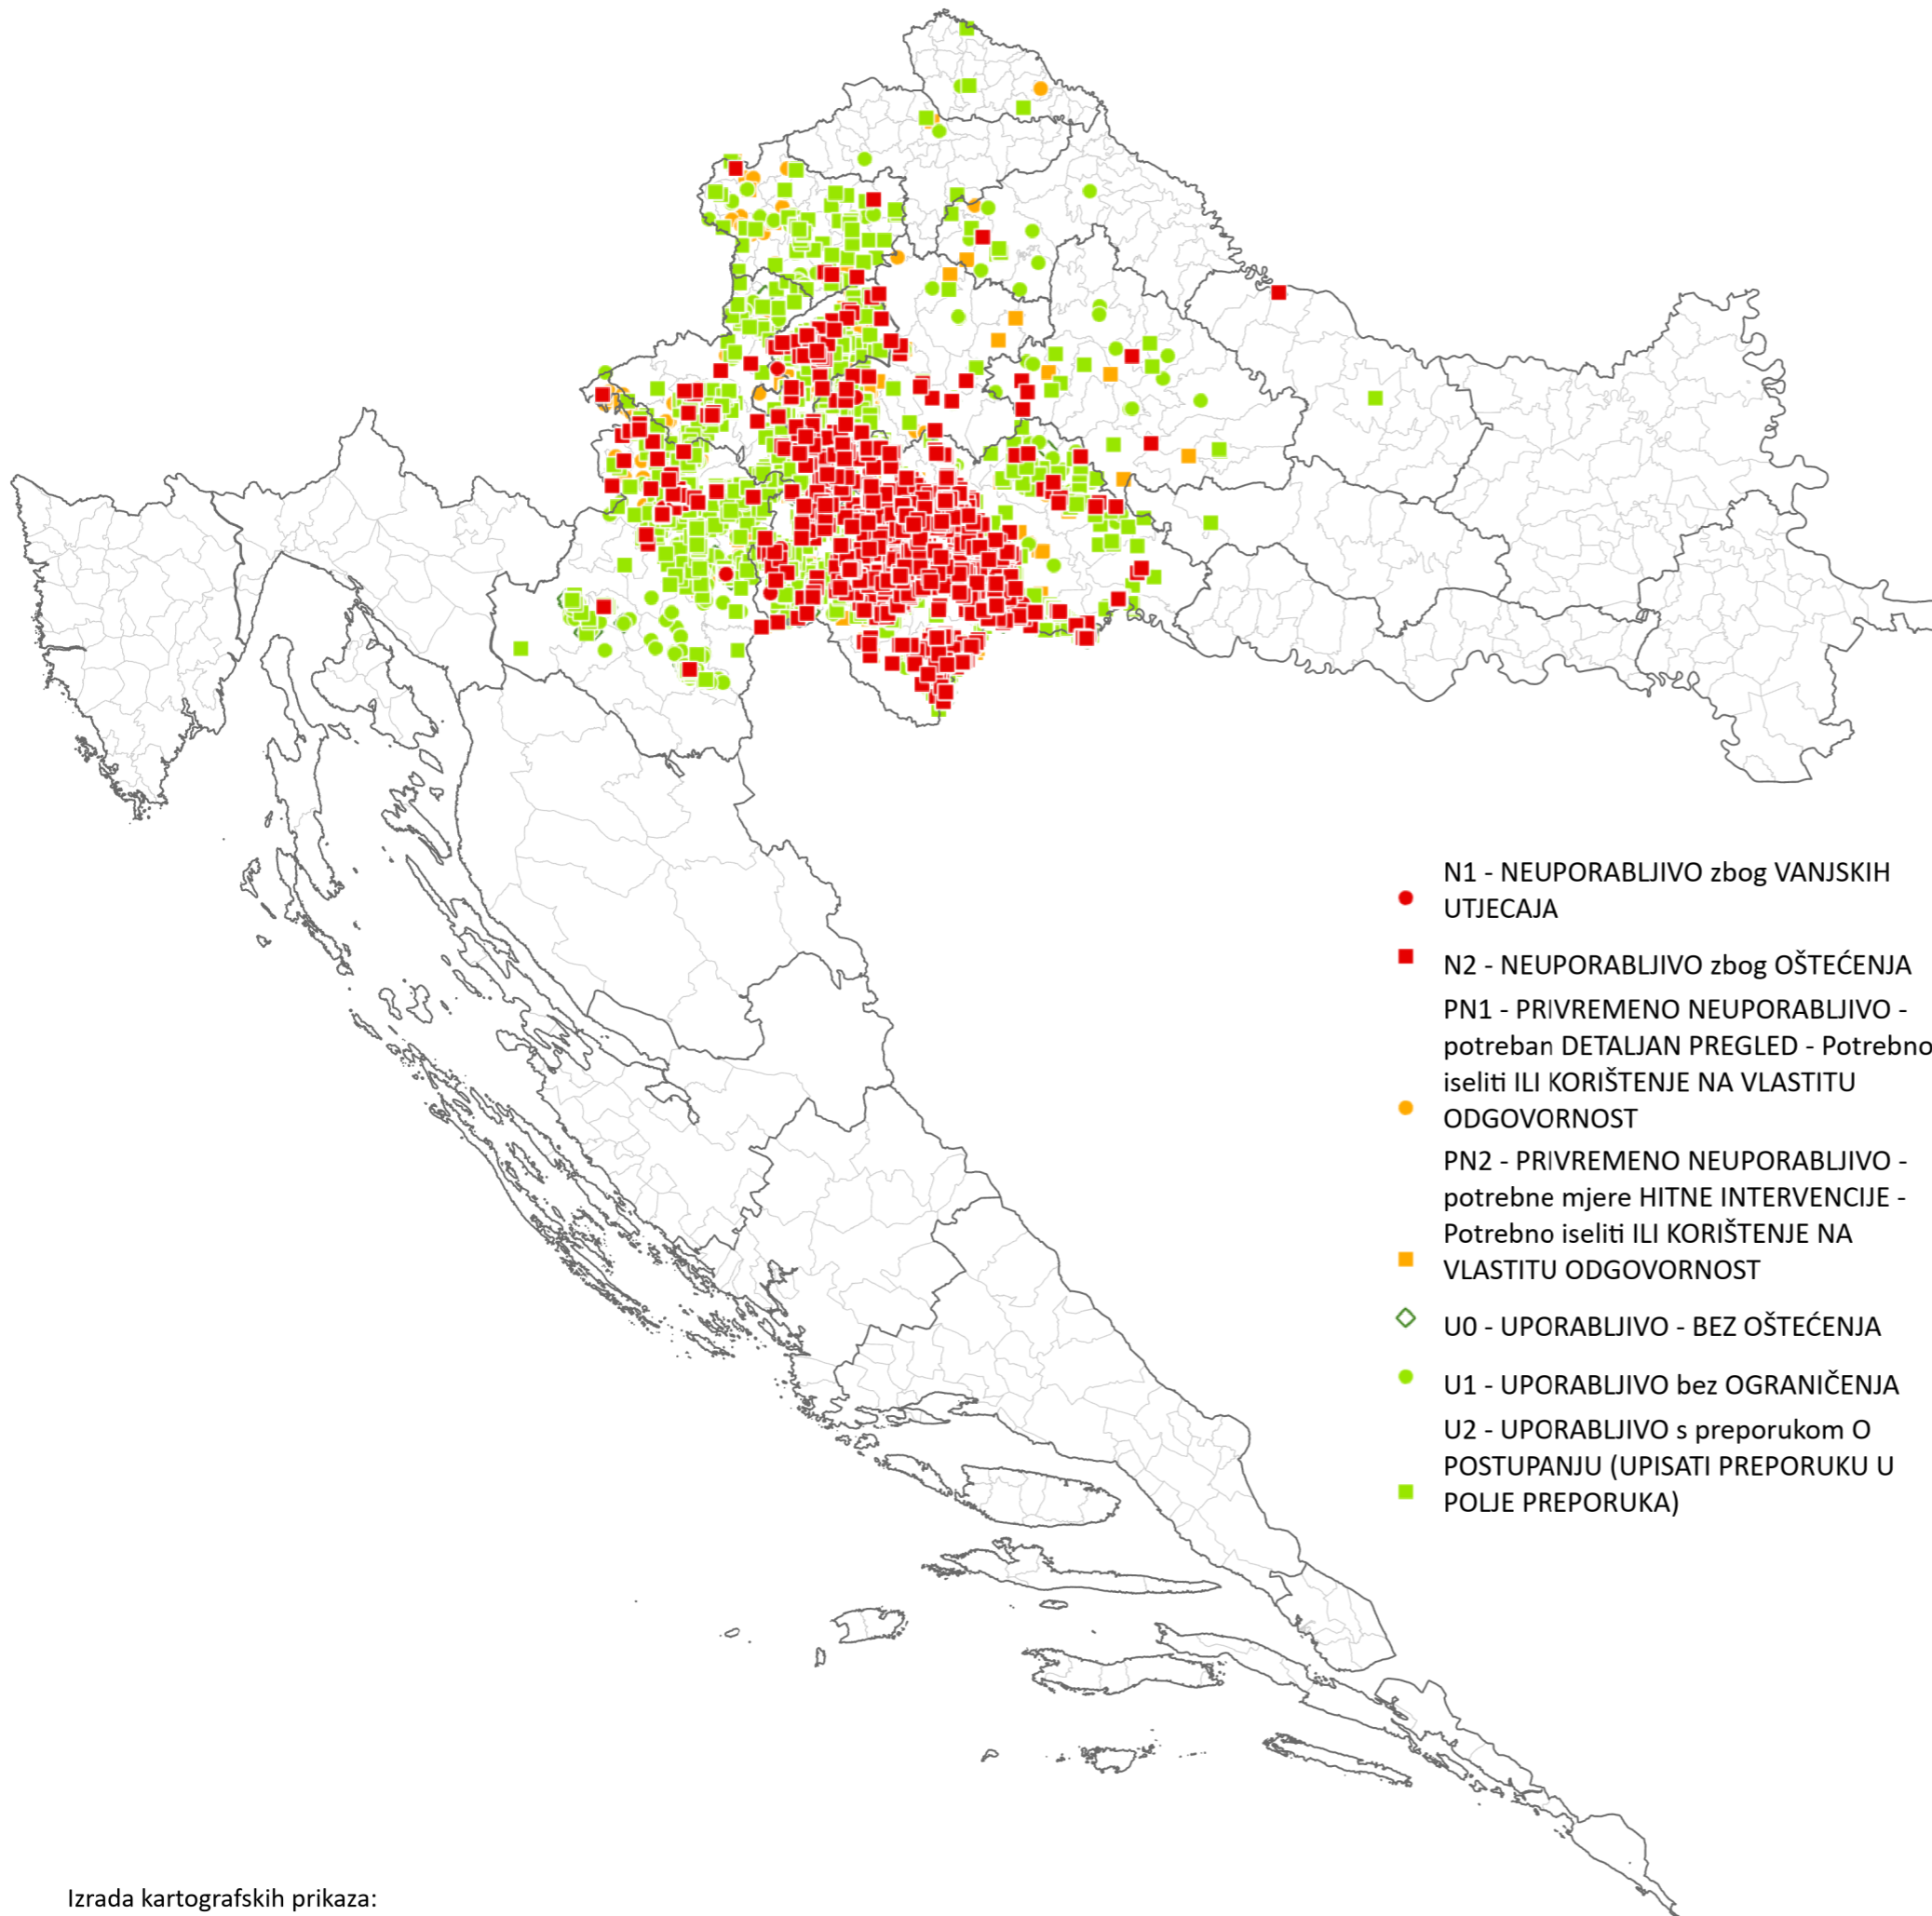 N1 - NEUPORABLJIVO zbog VANJSKIH
UTJECAJA
N2 - NEUPORABLJIVO zbog OŠTEĆENJA
PN1 - PRIVREMENO NEUPORABLJIVO -
potreban DETALJAN PREGLED - Potrebno
iseliti ILI KORIŠTENJE NA VLASTITU
ODGOVORNOST
PN2 - PRIVREMENO NEUPORABLJIVO -
potrebne mjere HITNE INTERVENCIJE -
Potrebno iseliti ILI KORIŠTENJE NA
VLASTITU ODGOVORNOST
U0 - UPORABLJIVO - BEZ OŠTEĆENJA
U1 - UPORABLJIVO bez OGRANIČENJA
U2 - UPORABLJIVO s preporukom O
POSTUPANJU (UPISATI PREPORUKU U
POLJE PREPORUKA)
Izrada kartografskih prikaza: